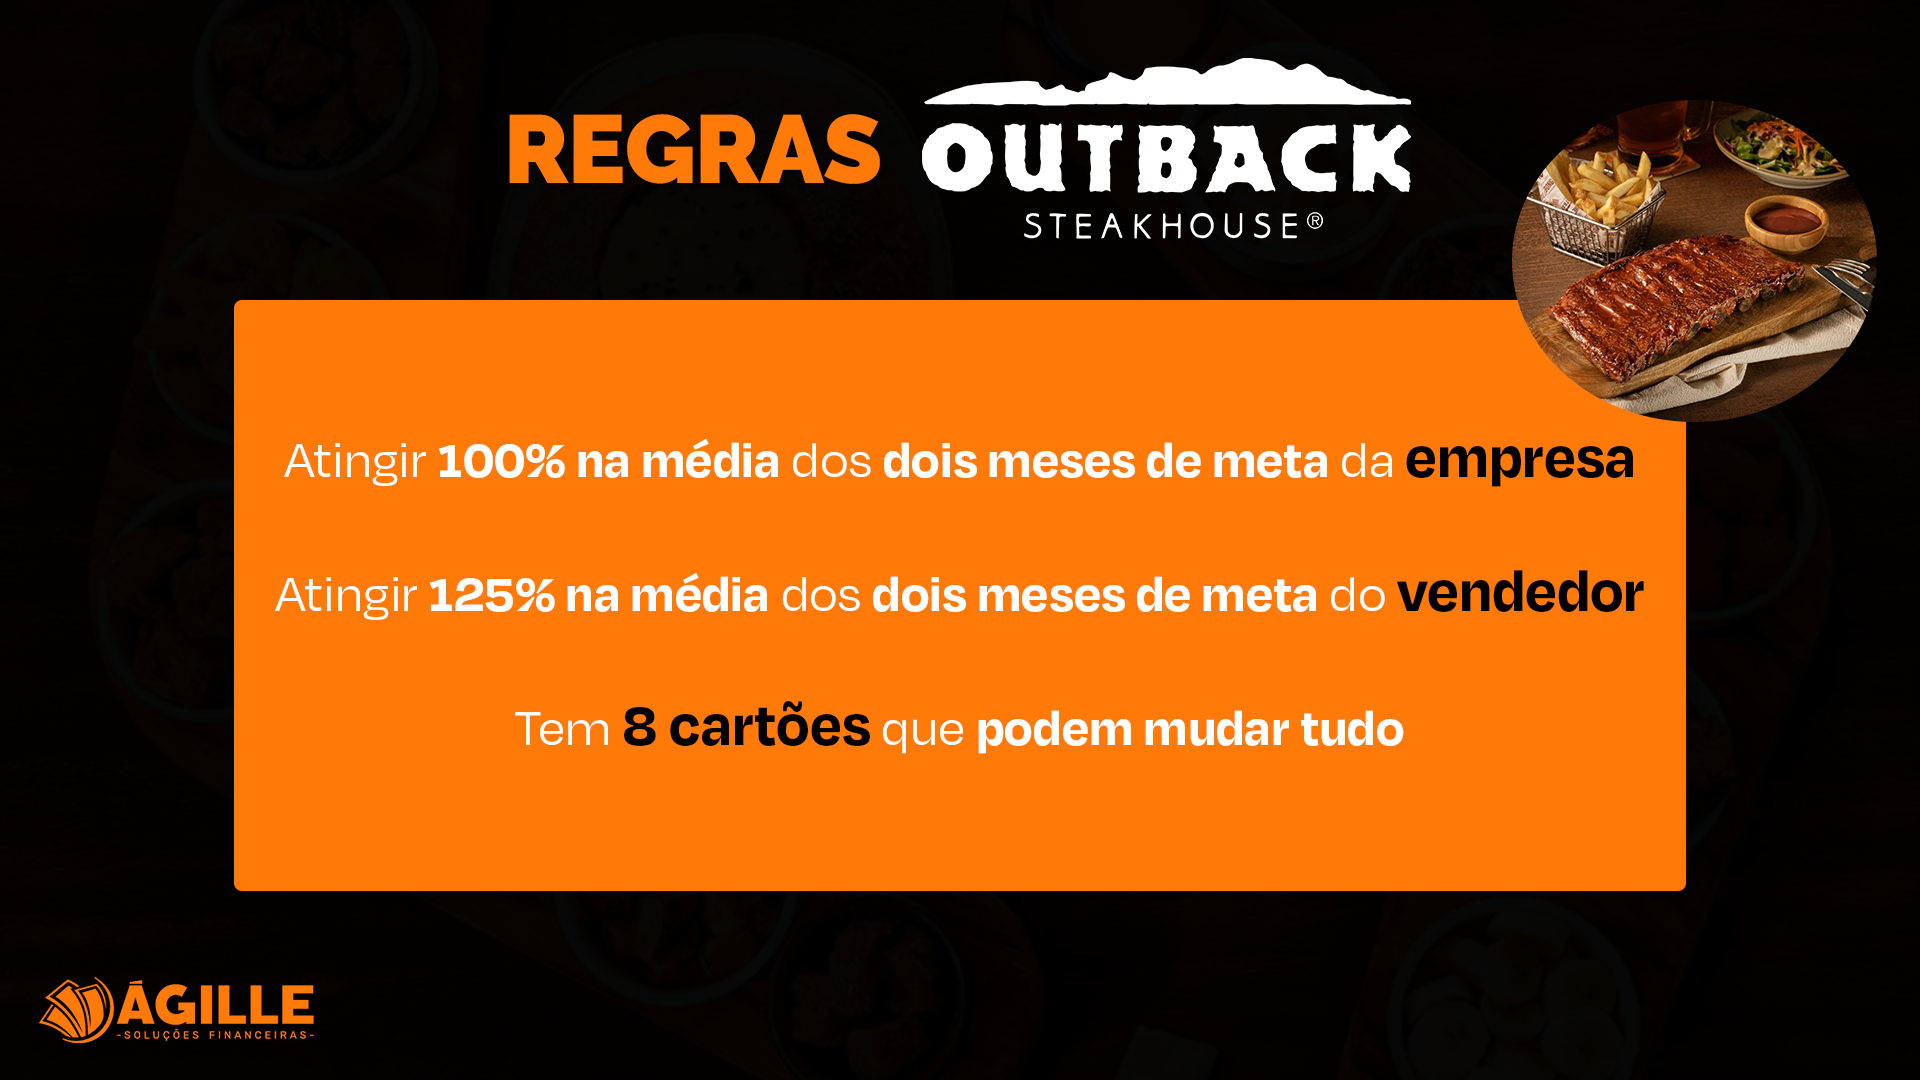 REGRAS OUTBACK
STEAKHOUSE®
Atingir 100% na média dos dois meses de meta da empresa
Atingir 125% na média dos dois meses de meta do vendedor
Tem 8 cartões que podem mudar tudo
ÁGILLE
-SOLUÇÕES FINANCEIRAS-